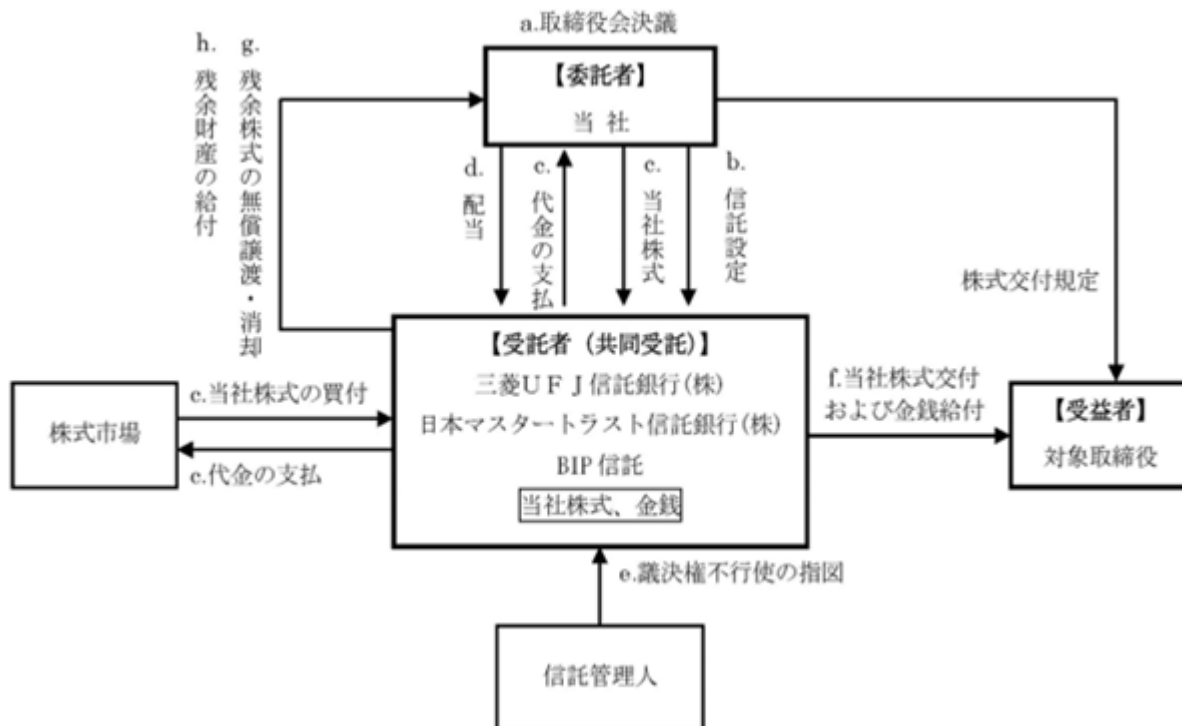 a.取締役会決議
【委託者】
当 社
h.残余財産の給付
g.残余株式の無償譲渡・消却
d.配当
c.代金の支払
c.当社株式
b.信託設定
株式交付規定
【受託者（共同受託）】
三菱ＵＦＪ信託銀行(株)
日本マスタートラスト信託銀行(株)
BIP信託
当社株式、金銭
株式市場
c.当社株式の買付
c.代金の支払
f.当社株式交付
および金銭給付
【受益者】
対象取締役
e.議決権不行使の指図
信託管理人